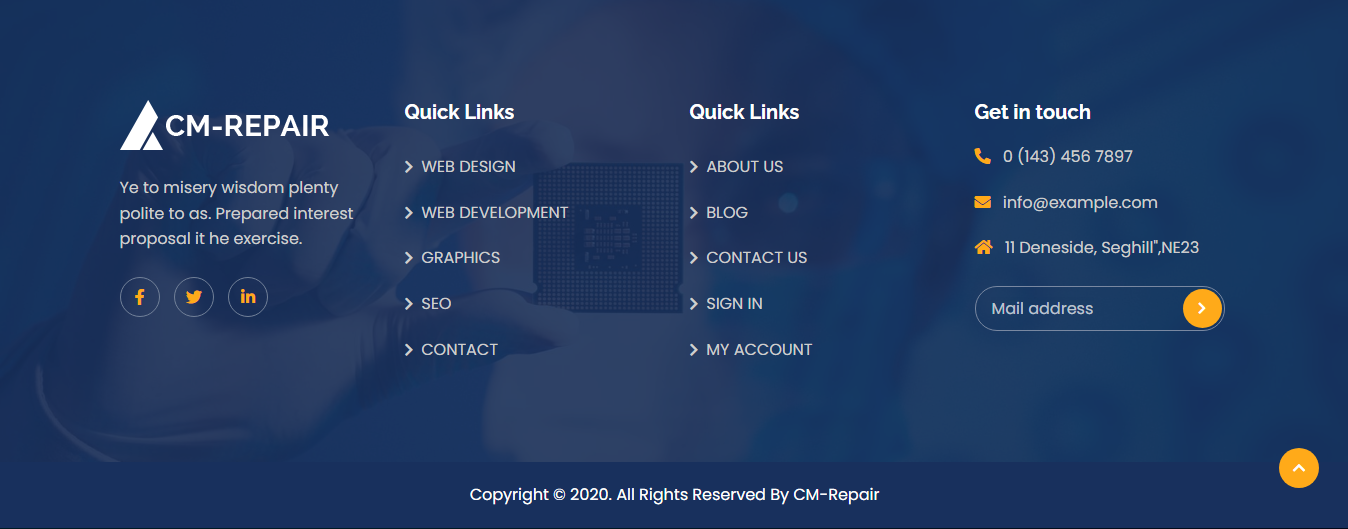 CM-REPAIR
Ye to misery wisdom plenty
polite to as. Prepared interest
proposal it he exercise.
Quick Links
WEB DESIGN
WEB DEVELOPMENT
GRAPHICS
SEO
CONTACT
Quick Links
ABOUT US
BLOG
CONTACT US
SIGN IN
MY ACCOUNT
Get in touch
0 (143) 456 7897
info@example.com
11 Deneside, Seghill",NE23
Mail address
Copyright © 2020. All Rights Reserved By CM-Repair